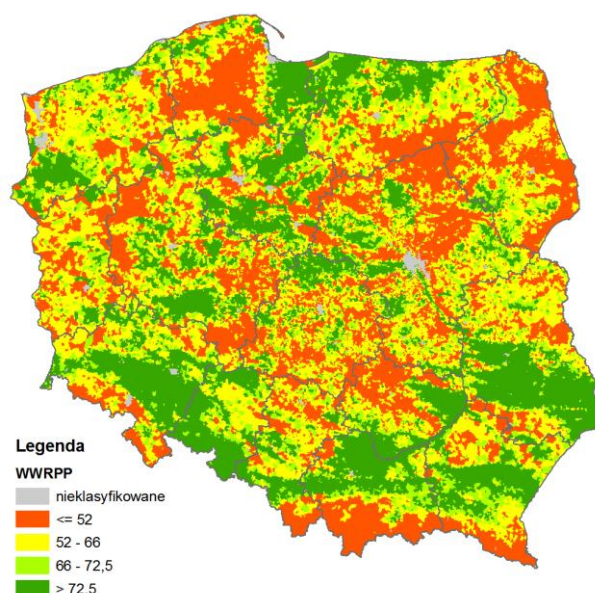 Legenda
WWRPP
nieklasyfikowane
<= 52
52 - 66
66 - 72,5
> 72,5